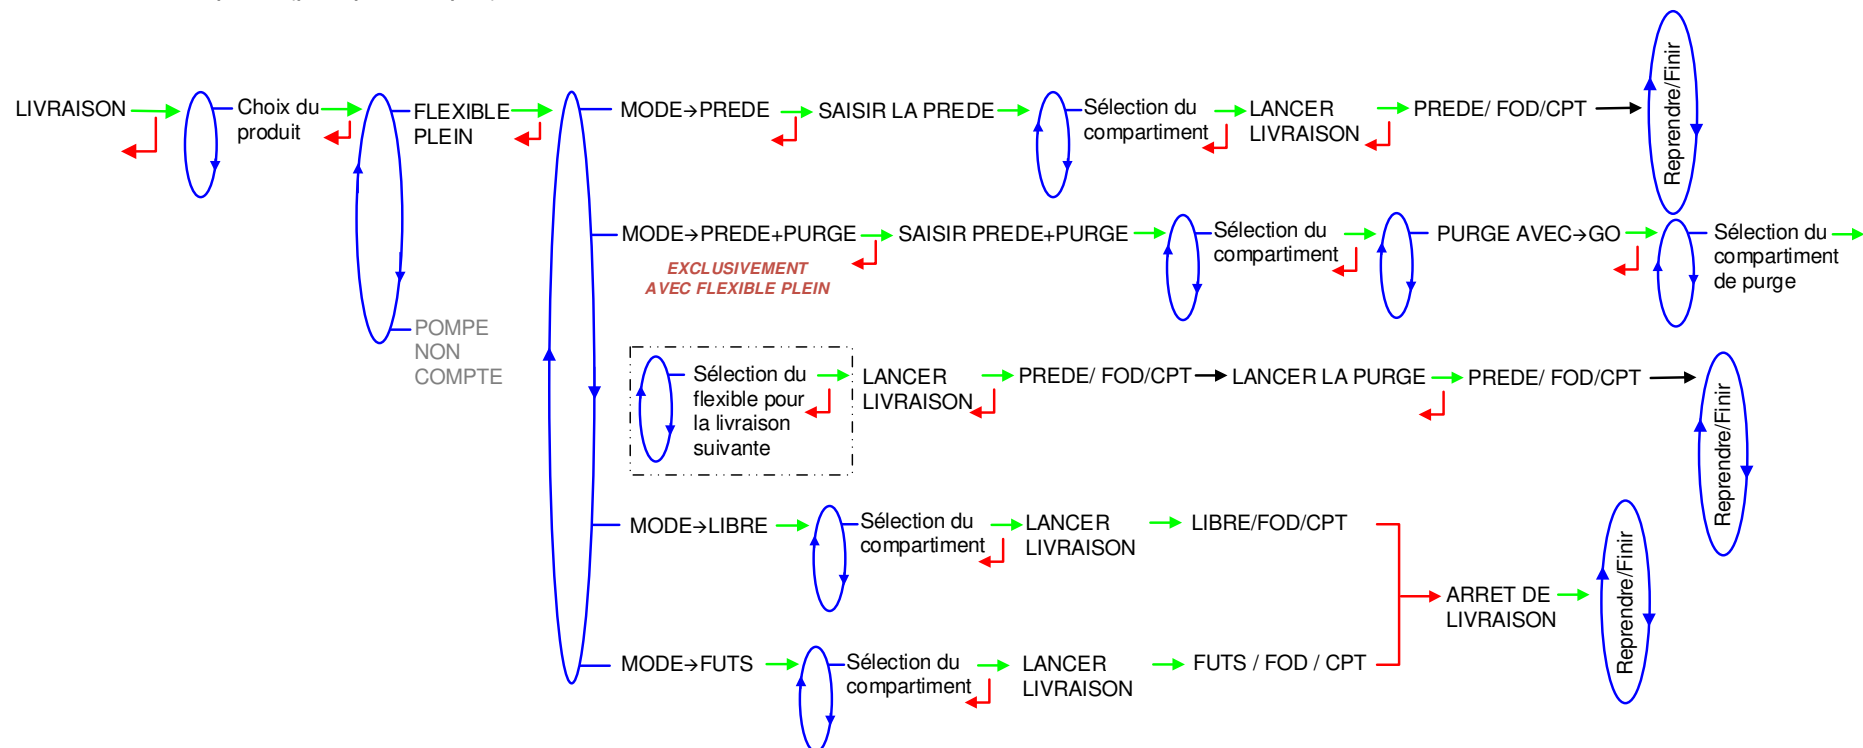 LIVRAISON
Choix du
produit
FLEXIBLE
PLEIN
POMPE
NON
COMPTE
MODE→PREDE
SAISIR LA PREDE
Sélection du
compartiment
LANCER
LIVRAISON
PREDE/ FOD/CPT
Reprendre/Finir
MODE→PREDE+PURGE
EXCLUSIVEMENT
AVEC FLEXIBLE PLEIN
SAISIR PREDE+PURGE
Sélection du
compartiment
PURGE AVEC→GO
Sélection du
compartiment
de purge
Sélection du
flexible pour
la livraison
suivante
LANCER
LIVRAISON
PREDE/ FOD/CPT
LANCER LA PURGE
PREDE/ FOD/CPT
Reprendre/Finir
MODE→LIBRE
Sélection du
compartiment
LANCER
LIVRAISON
LIBRE/FOD/CPT
MODE→FUTS
Sélection du
compartiment
LANCER
LIVRAISON
FUTS / FOD / CPT
ARRET DE
LIVRAISON
Reprendre/Finir